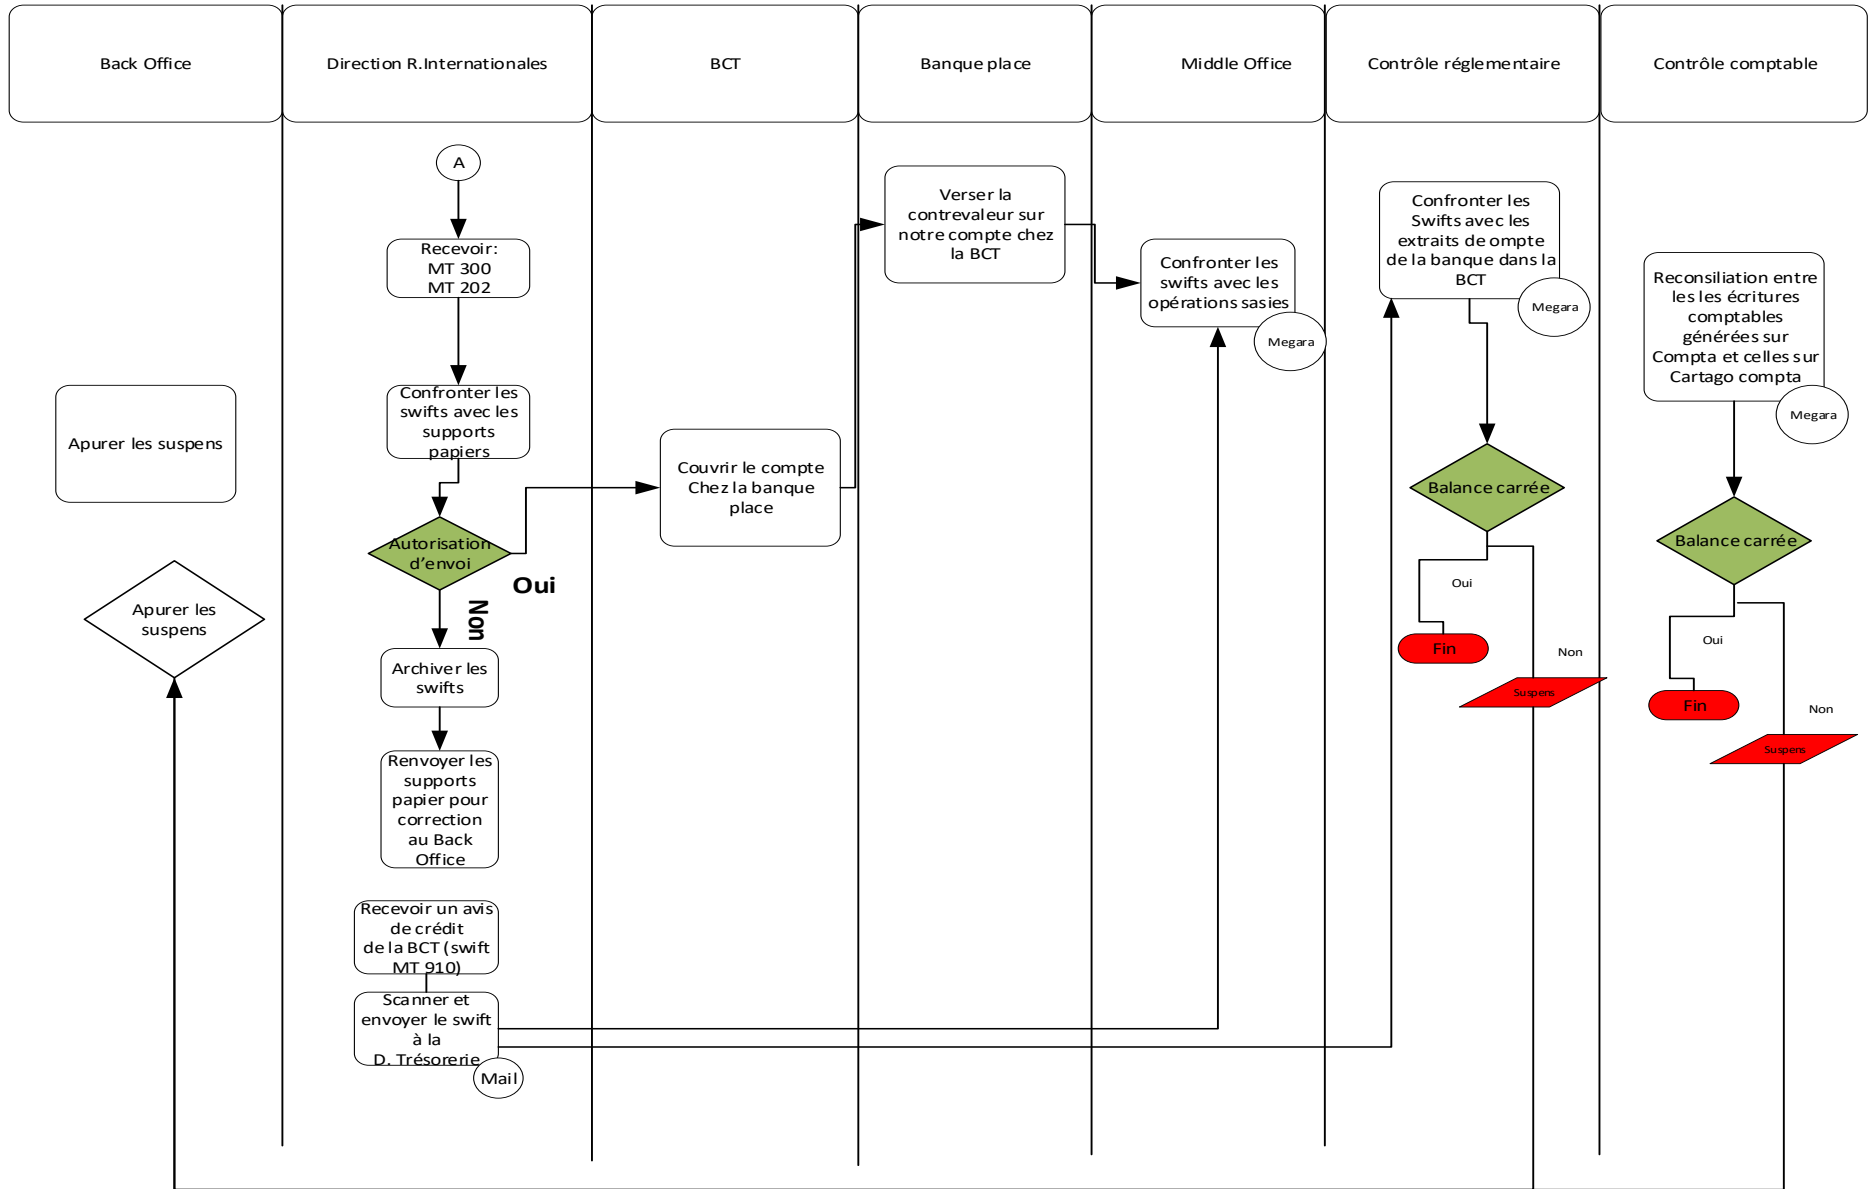 Back Office
Direction R.Internationales
BCT
Banque place
Middle Office
Contrôle réglementaire
Contrôle comptable
Apurer les suspens
Apurer les
suspens
A
Recevoir:
MT 300
MT 202
Confronter les
swifts avec les
supports
papiers
Autorisation
d'envoi
Oui
Non
Archiver les
swifts
Renvoyer les
supports
papier pour
correction
au Back
Office
Recevoir un avis
de crédit
de la BCT (swift
MT 910)
Scanner et
envoyer le swift
à la
D. Trésorerie
Mail
Couvrir le compte
Chez la banque
place
Verser la
contrevaleur sur
notre compte chez
la BCT
Confronter les
swifts avec les
opérations sasies
Megara
Confronter les
Swifts avec les
extraits de ompte
de la banque dans la
BCT
Megara
Balance carrée
Oui
Fin
Non
Suspens
Reconsiliation entre
les les écritures
comptables
générées sur
Compta et celles sur
Cartago compta
Megara
Balance carrée
Oui
Fin
Non
Suspens